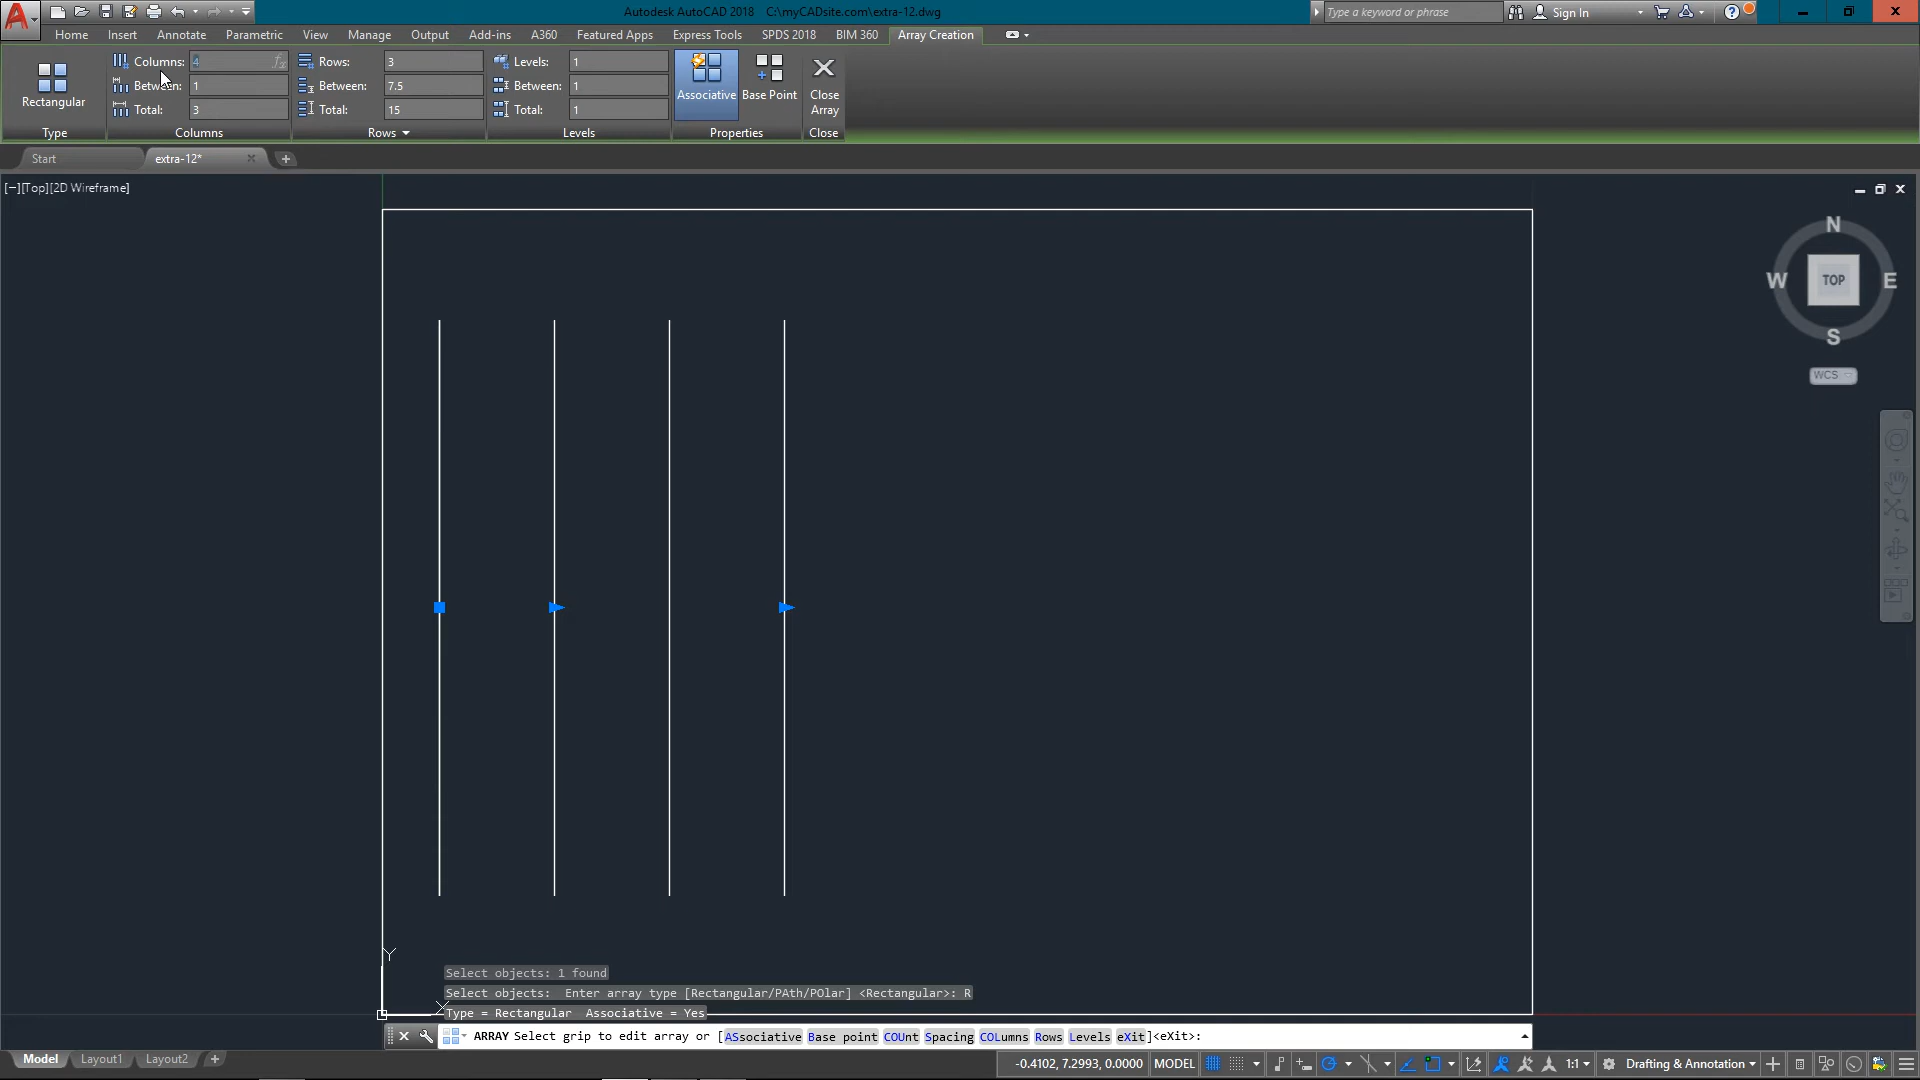 Autodesk AutoCAD 2018 C:\myCADsite.com\extra-12.dwg
Type a keyword or phrase
Sign In
Home Insert Annotate Parametric View Manage Output Add-ins A360 Featured Apps Express Tools SPDS 2018 BIM 360 Array Creation
Columns: 4 Rows: 3 Levels: 1
Between: 1 Between: 7.5 Between: 1
Total: 3 Total: 15 Total: 1
Rectangular
Associative Base Point Close Array
Type Columns Rows Levels Properties Close
Start extra-12*
[−][Top][2D Wireframe]
N
W TOP E
S
WCS
Y
X
Select objects: 1 found
Select objects: Enter array type [Rectangular/PAth/POlar] <Rectangular>: R
Type = Rectangular Associative = Yes
ARRAY Select grip to edit array or [ASsociative Base point COUnt Spacing COLumns Rows Levels eXit]<eXit>:
Model Layout1 Layout2
-0.4102, 7.2993, 0.0000 MODEL 1:1 Drafting & Annotation